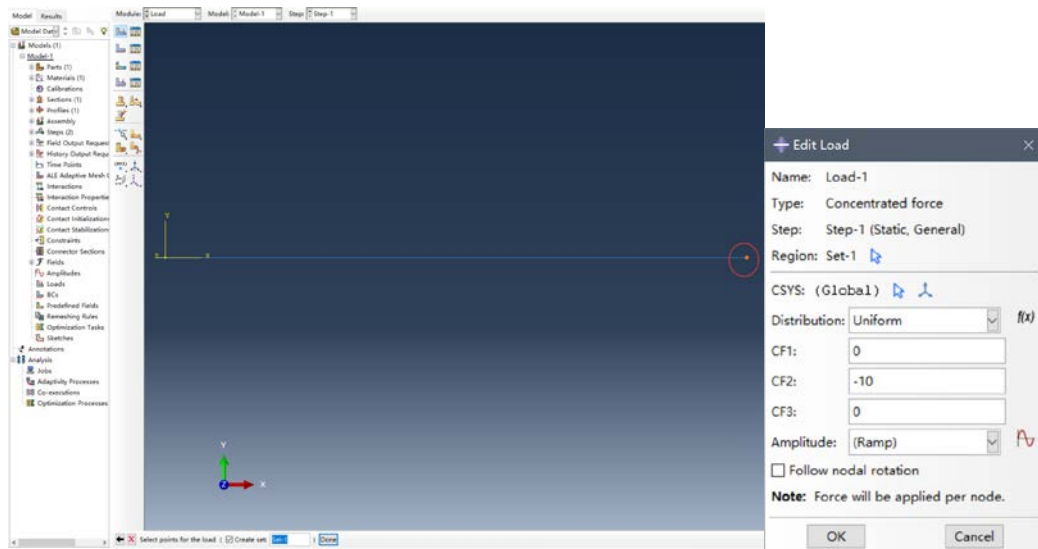 Model Results
Module: Load Model: Model-1 Step: Step-1
Model Data
Models (1)
Model-1
Parts (1)
Materials (1)
Calibrations
Sections (1)
Profiles (1)
Assembly
Steps (2)
Field Output Request
History Output Requ
Time Points
ALE Adaptive Mesh C
Interactions
Interaction Propertie
Contact Controls
Contact Initialization
Contact Stabilization
Constraints
Connector Sections
Fields
Amplitudes
Loads
BCs
Predefined Fields
Remeshing Rules
Optimization Tasks
Sketches
Annotations
Analysis
Jobs
Adaptivity Processes
Co-executions
Optimization Processes
Y
X
Y
Z
X
Select points for the load ( Create set: Set-1 ) Done
Edit Load
Name: Load-1
Type: Concentrated force
Step: Step-1 (Static, General)
Region: Set-1
CSYS: (Global)
Distribution: Uniform f(x)
CF1: 0
CF2: -10
CF3: 0
Amplitude: (Ramp)
Follow nodal rotation
Note: Force will be applied per node.
OK Cancel